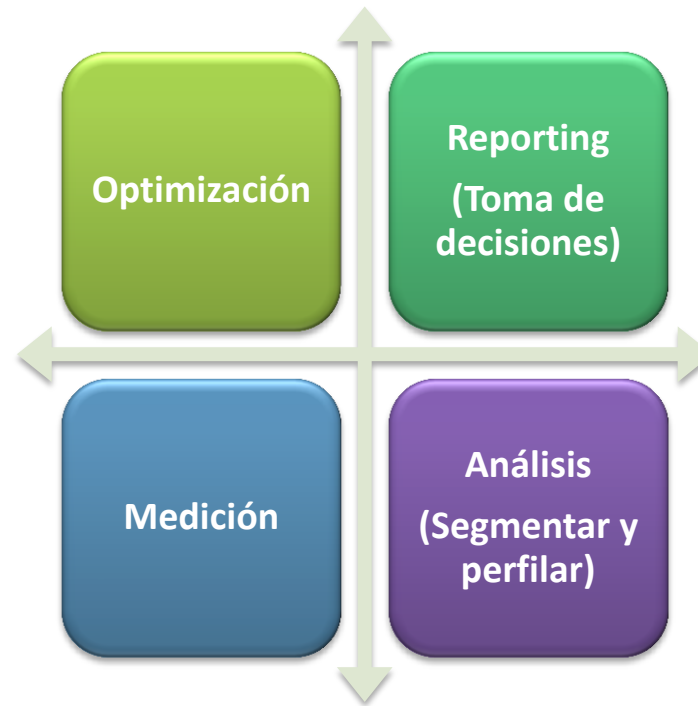 Optimización
Reporting
(Toma de
decisiones)
Medición
Análisis
(Segmentar y
perfilar)